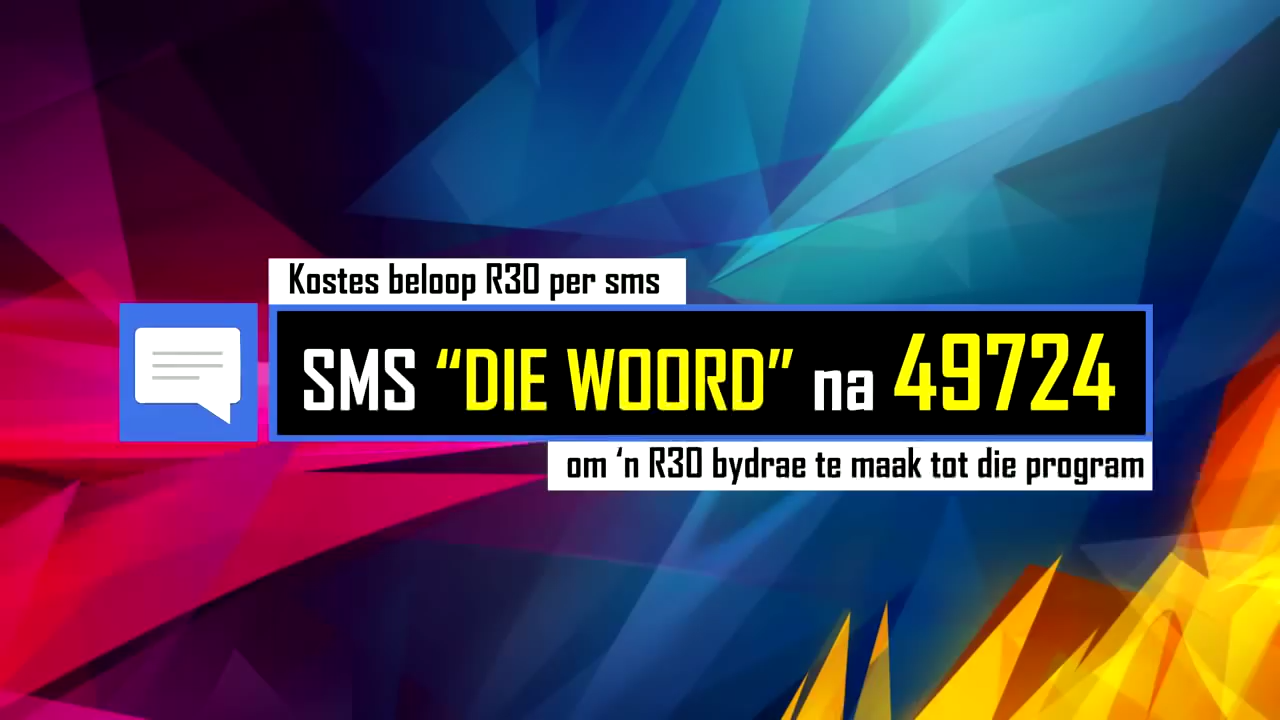 Kostes beloop R30 per sms
SMS “DIE WOORD” na 49724
om ‘n R30 bydrae te maak tot die program